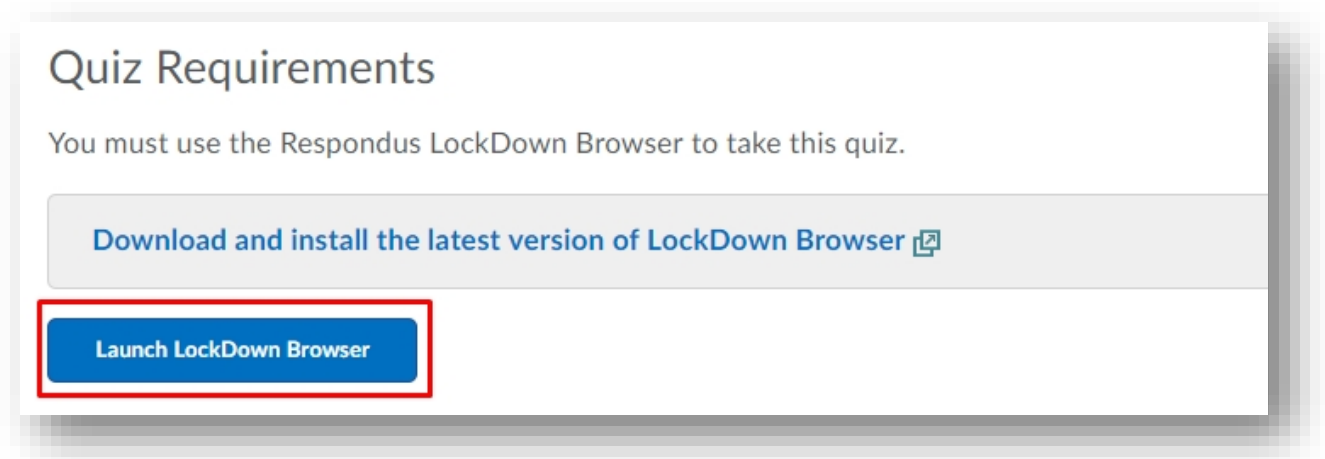 Quiz Requirements
You must use the Respondus LockDown Browser to take this quiz.
Download and install the latest version of LockDown Browser
Launch LockDown Browser